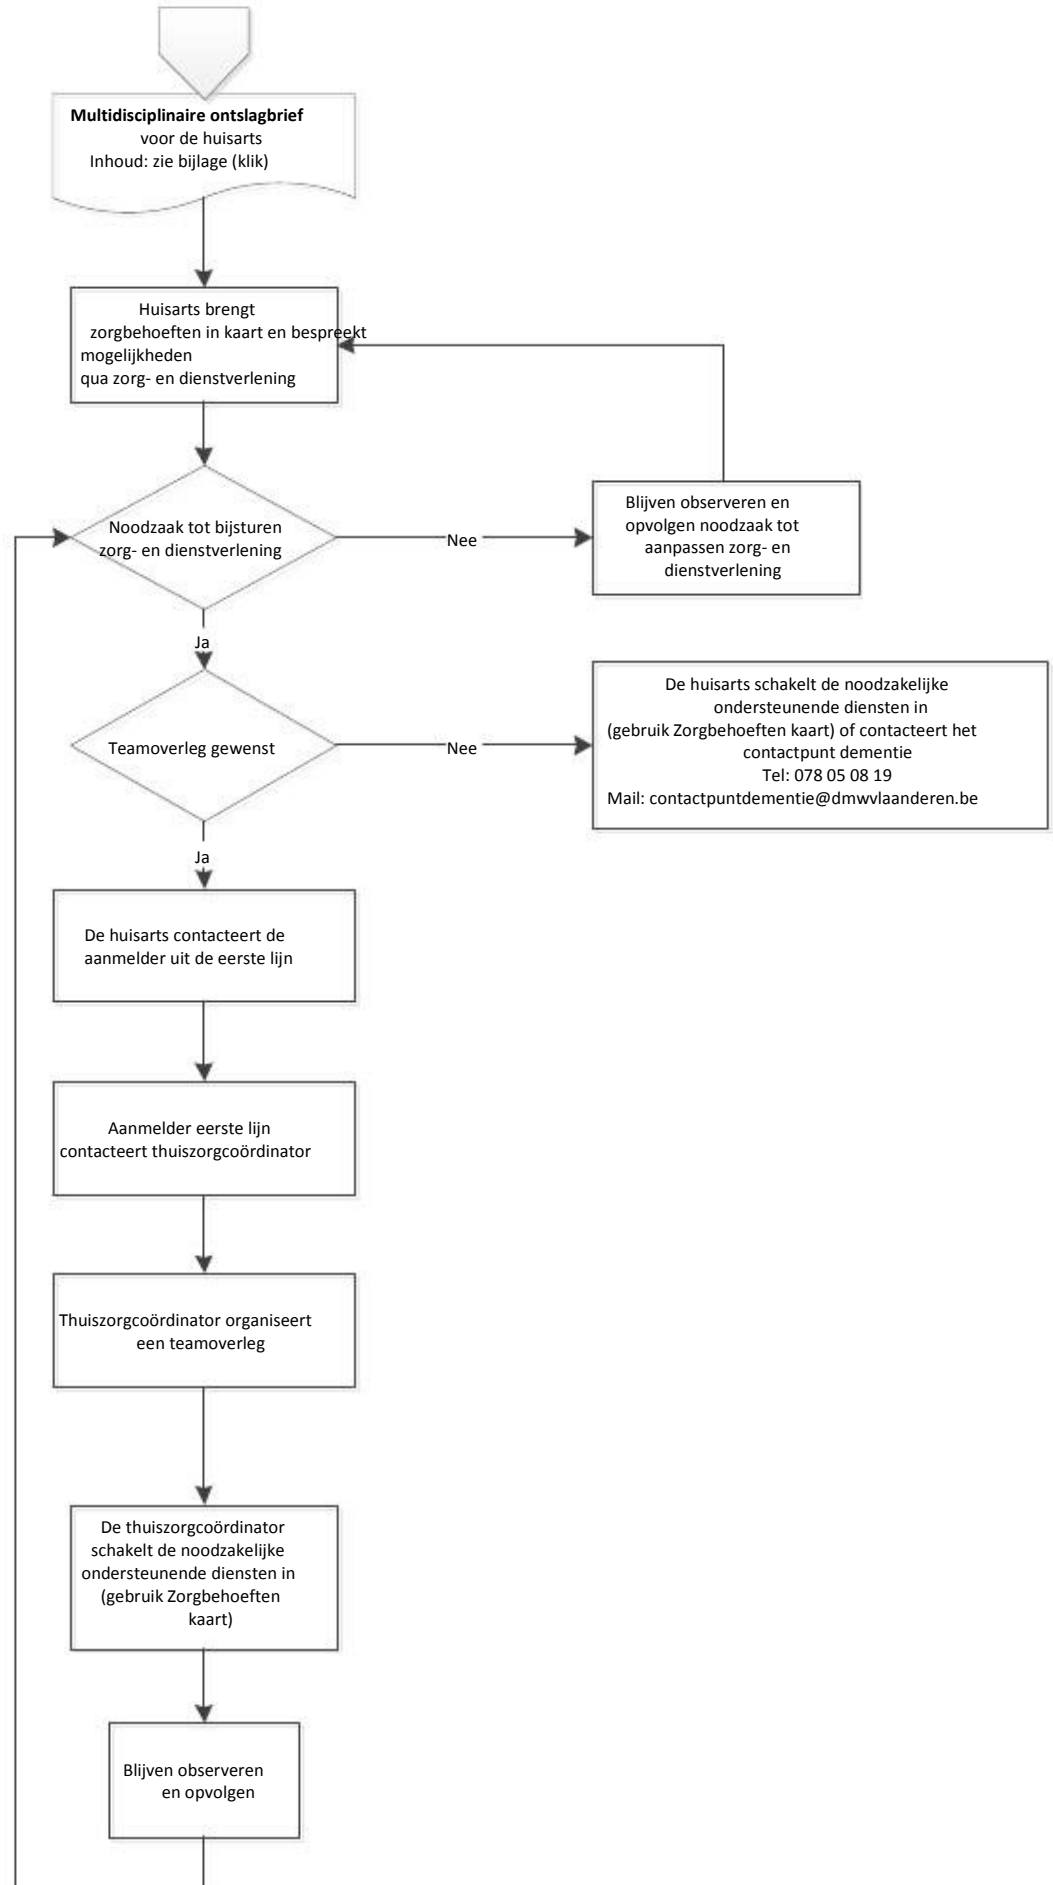 Multidisciplinaire ontslagbrief
voor de huisarts
Inhoud: zie bijlage (klik)
Huisarts brengt
zorgbehoeften in kaart en bespreekt
mogelijkheden
qua zorg- en dienstverlening
Noodzaak tot bijsturen
zorg- en dienstverlening
Nee
Blijven observeren en
opvolgen noodzaak tot
aanpassen zorg- en
dienstverlening
Ja
Teamoverleg gewenst
Nee
De huisarts schakelt de noodzakelijke
ondersteunende diensten in
(gebruik Zorgbehoeften kaart) of contacteert het
contactpunt dementie
Tel: 078 05 08 19
Mail: contactpuntdementie@dmwvlaanderen.be
Ja
De huisarts contacteert de
aanmelder uit de eerste lijn
Aanmelder eerste lijn
contacteert thuiszorgcoördinator
Thuiszorgcoördinator organiseert
een teamoverleg
De thuiszorgcoördinator
schakelt de noodzakelijke
ondersteunende diensten in
(gebruik Zorgbehoeften
kaart)
Blijven observeren
en opvolgen